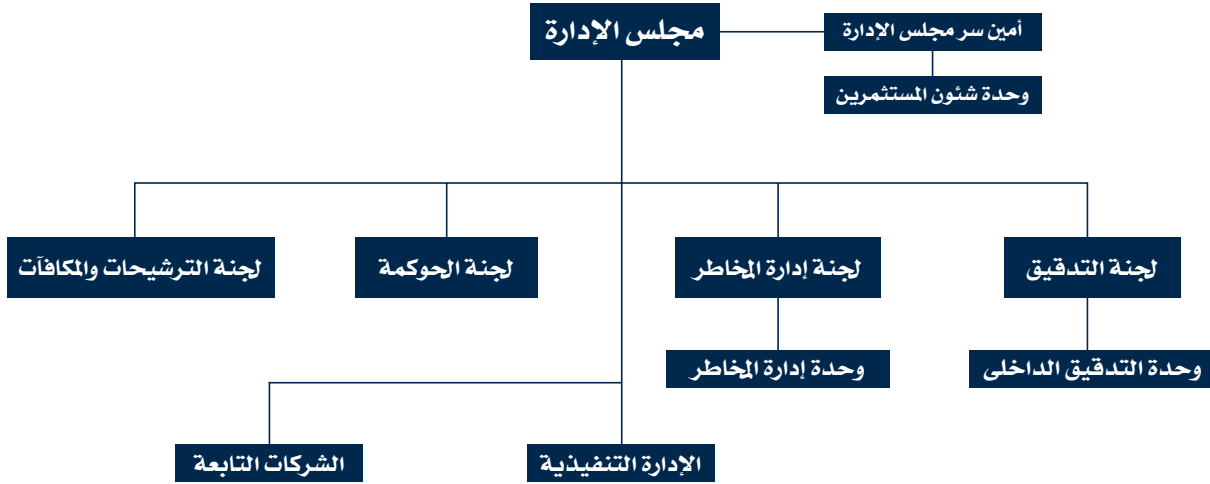 مجلس الإدارة
أمين سر مجلس الإدارة
وحدة شئون المستثمرين
لجنة التدقيق
لجنة إدارة المخاطر
لجنة الحوكمة
لجنة الترشيحات والمكافآت
وحدة التدقيق الداخلى
وحدة إدارة المخاطر
الإدارة التنفيذية
الشركات التابعة